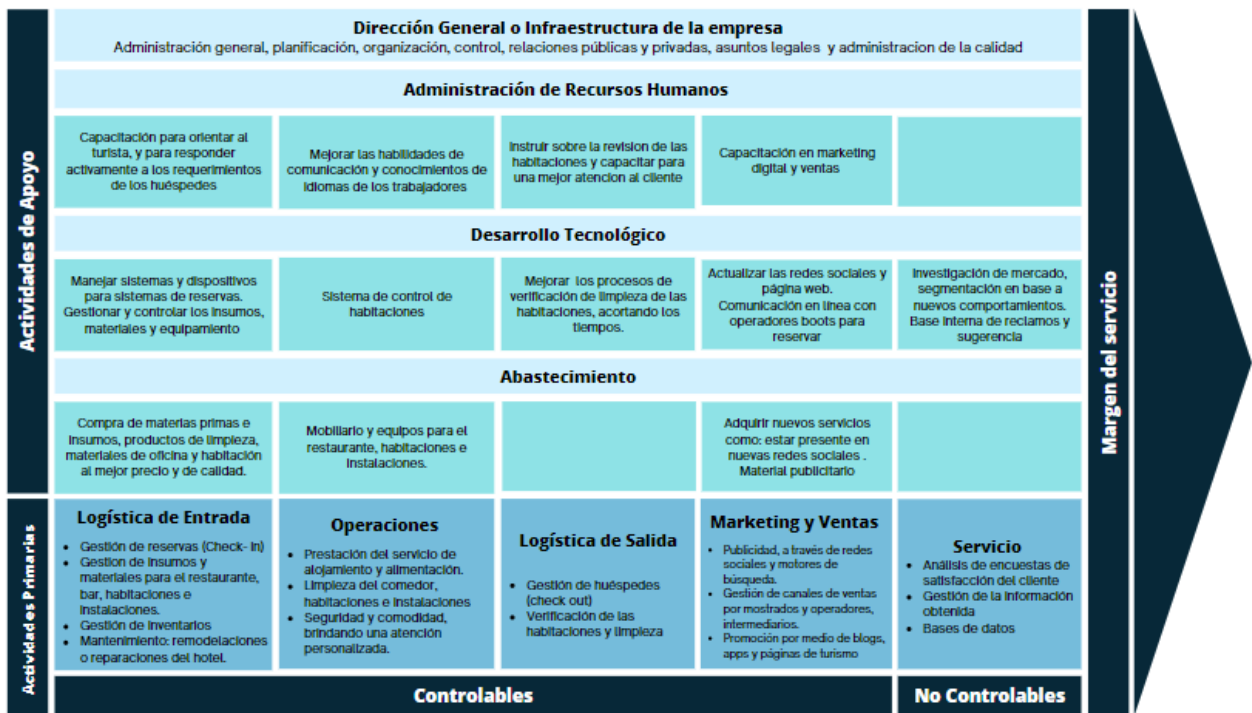 Dirección General o Infraestructura de la empresa
Administración general, planificación, organización, control, relaciones públicas y privadas, asuntos legales y administracion de la calidad
Actividades de Apoyo
Administración de Recursos Humanos
Capacitación para orientar al
turista, y para responder
activamente a los requerimientos
de los huéspedes
Mejorar las habilidades de
comunicación y conocimientos de
idiomas de los trabajadores
Instruir sobre la revision de las
habitaciones y capacitar para
una mejor atencion al cliente
Capacitación en marketing
digital y ventas
Desarrollo Tecnológico
Manejar sistemas y dispositivos
para sistemas de reservas.
Gestionar y controlar los insumos,
materiales y equipamiento
Sistema de control de
habitaciones
Mejorar los procesos de
verificación de limpieza de las
habitaciones, acortando los
tiempos.
Actualizar las redes sociales y
página web.
Comunicación en línea con
operadores boots para
reservar
Investigación de mercado,
segmentación en base a
nuevos comportamientos.
Base interna de reclamos y
sugerencia
Abastecimiento
Compra de materias primas e
insumos, productos de limpieza,
materiales de oficina y habitación
al mejor precio y de calidad.
Mobiliario y equipos para el
restaurante, habitaciones e
instalaciones.
Adquirir nuevos servicios
como: estar presente en
nuevas redes sociales .
Material publicitario
Actividades Primarias
Logística de Entrada
• Gestión de reservas (Check- in)
• Gestion de insumos y
materiales para el restaurante,
bar, habitaciones e
instalaciones.
• Gestión de inventarios
• Mantenimiento: remodelaciones
o reparaciones del hotel.
Operaciones
• Prestación del servicio de
alojamiento y alimentación.
• Limpieza del comedor,
habitaciones e instalaciones
• Seguridad y comodidad,
brindando una atención
personalizada.
Logística de Salida
• Gestión de huéspedes
(check out)
• Verificación de las
habitaciones y limpieza
Marketing y Ventas
• Publicidad, a través de redes
sociales y motores de
búsqueda.
• Gestión de canales de ventas
por mostrados y operadores,
intermediarios.
• Promoción por medio de blogs,
apps y páginas de turismo
Servicio
• Análisis de encuestas de
satisfacción del cliente
• Gestión de la información
obtenida
• Bases de datos
Controlables
No Controlables
Margen del servicio